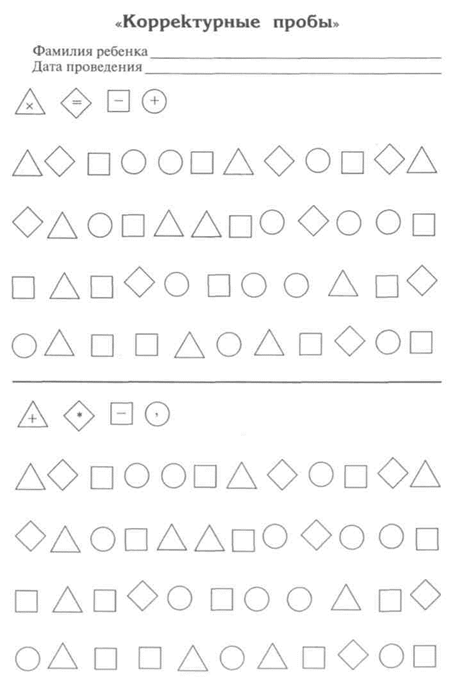 «Корректурные пробы»
Фамилия ребенка
Дата проведения
× = − +
+ * − ,